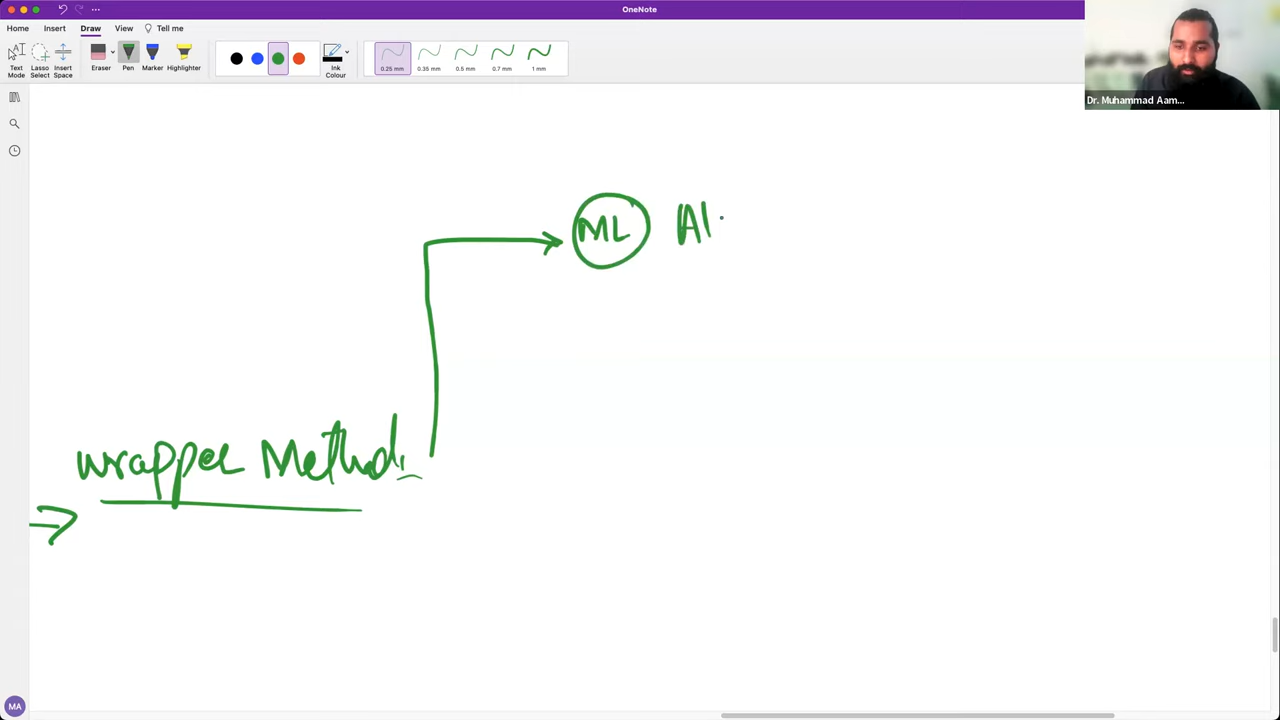 OneNote
Home Insert Draw View Tell me
Text Mode
Lasso Select
Insert Space
Eraser
Pen
Marker
Highlighter
Ink Colour
0.25 mm
0.35 mm
0.5 mm
0.7 mm
1 mm
Dr. Muhammad Aam...
ML Al
wrapper Method
MA